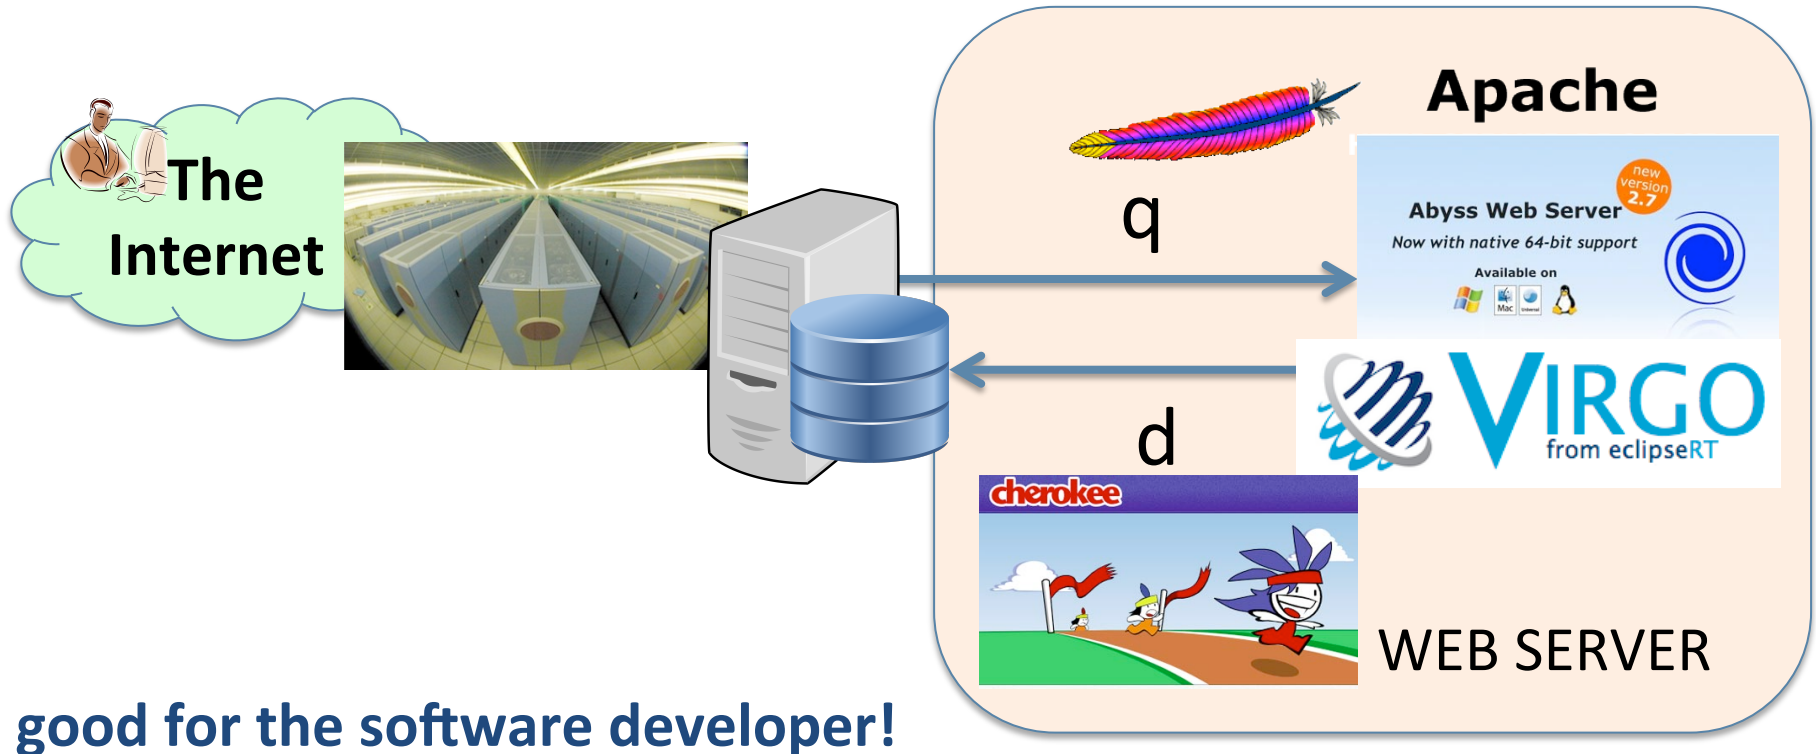 The
Internet
Apache
new
version
2.7
Abyss Web Server
Now with native 64-bit support
Available on
Mac
Universal
q
d
VIRGO
from eclipseRT
cherokee
WEB SERVER
good for the software developer!